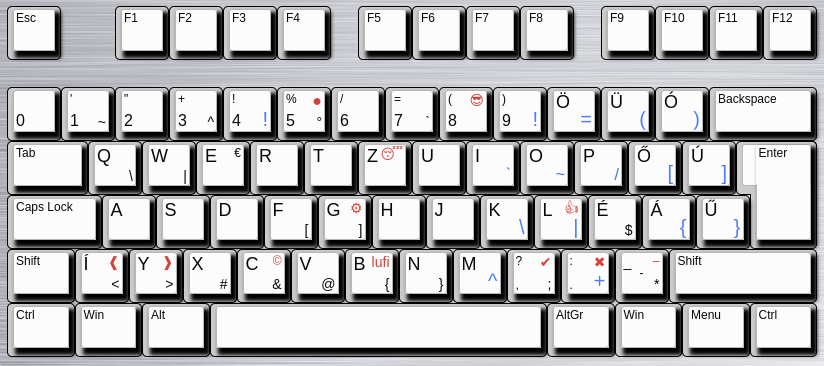 Esc F1 F2 F3 F4 F5 F6 F7 F8 F9 F10 F11 F12
' " + ! % ● / = ( 😎 ) Ö Ü Ó Backspace
0 1 ~ 2 3 ^ 4 ! 5 ° 6 7 ` 8 9 ! = ( )
Tab Q W E € R T Z 😴 U I O P Ő Ú Enter
\ | ` ~ / [ ]
Caps Lock A S D F G ⚙ H J K L 👍 É Á Ű
[ ] \ | $ { }
Shift Í ❰ Y ❱ X C © V B lufi N M ? ✔ : ✖ _ - – Shift
< > # & @ { } ^ , ; . + *
Ctrl Win Alt AltGr Win Menu Ctrl